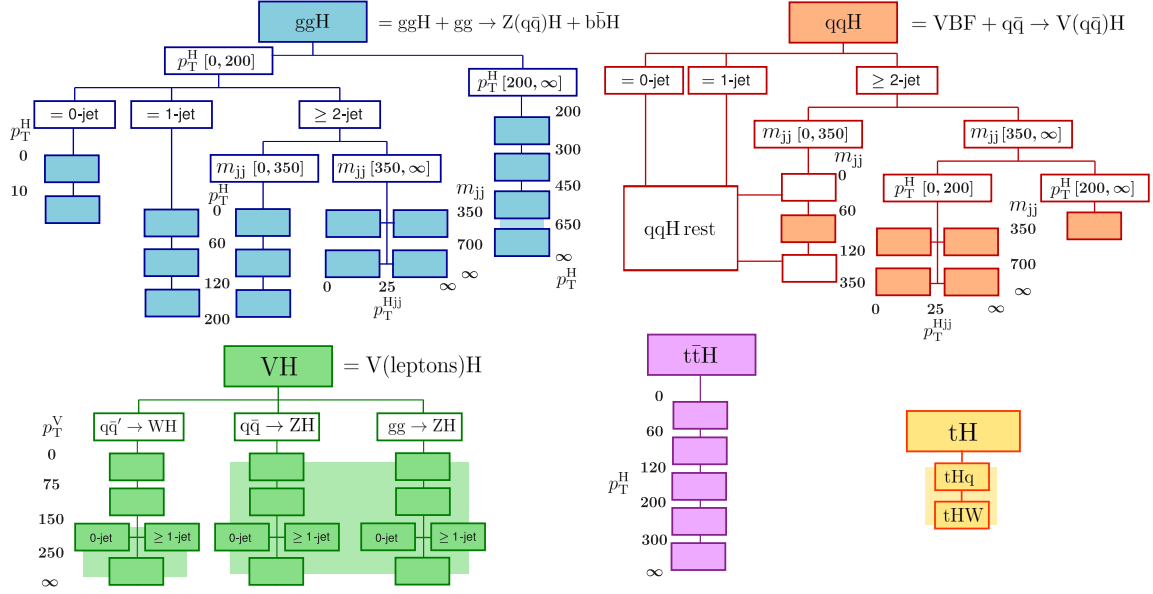 ggH = ggH + gg → Z(qq̄)H + bb̄H
p_T^H [0, 200]
p_T^H [200, ∞]
= 0-jet
= 1-jet
≥ 2-jet
p_T^H
0
10
m_jj [0, 350]
m_jj [350, ∞]
p_T^H
0
60
120
200
m_jj
350
700
∞
0
25
∞
p_T^Hjj
200
300
450
650
∞
p_T^H
qqH = VBF + qq̄ → V(qq̄)H
= 0-jet
= 1-jet
≥ 2-jet
m_jj [0, 350]
m_jj [350, ∞]
m_jj
0
60
120
350
qqH rest
p_T^H [0, 200]
p_T^H [200, ∞]
m_jj
350
700
∞
0
25
∞
p_T^Hjj
VH = V(leptons)H
p_T^V
qq̄′ → WH
qq̄ → ZH
gg → ZH
0
75
150
250
∞
0-jet
≥ 1-jet
0-jet
≥ 1-jet
0-jet
≥ 1-jet
tt̄H
0
60
120
p_T^H
200
300
∞
tH
tHq
tHW